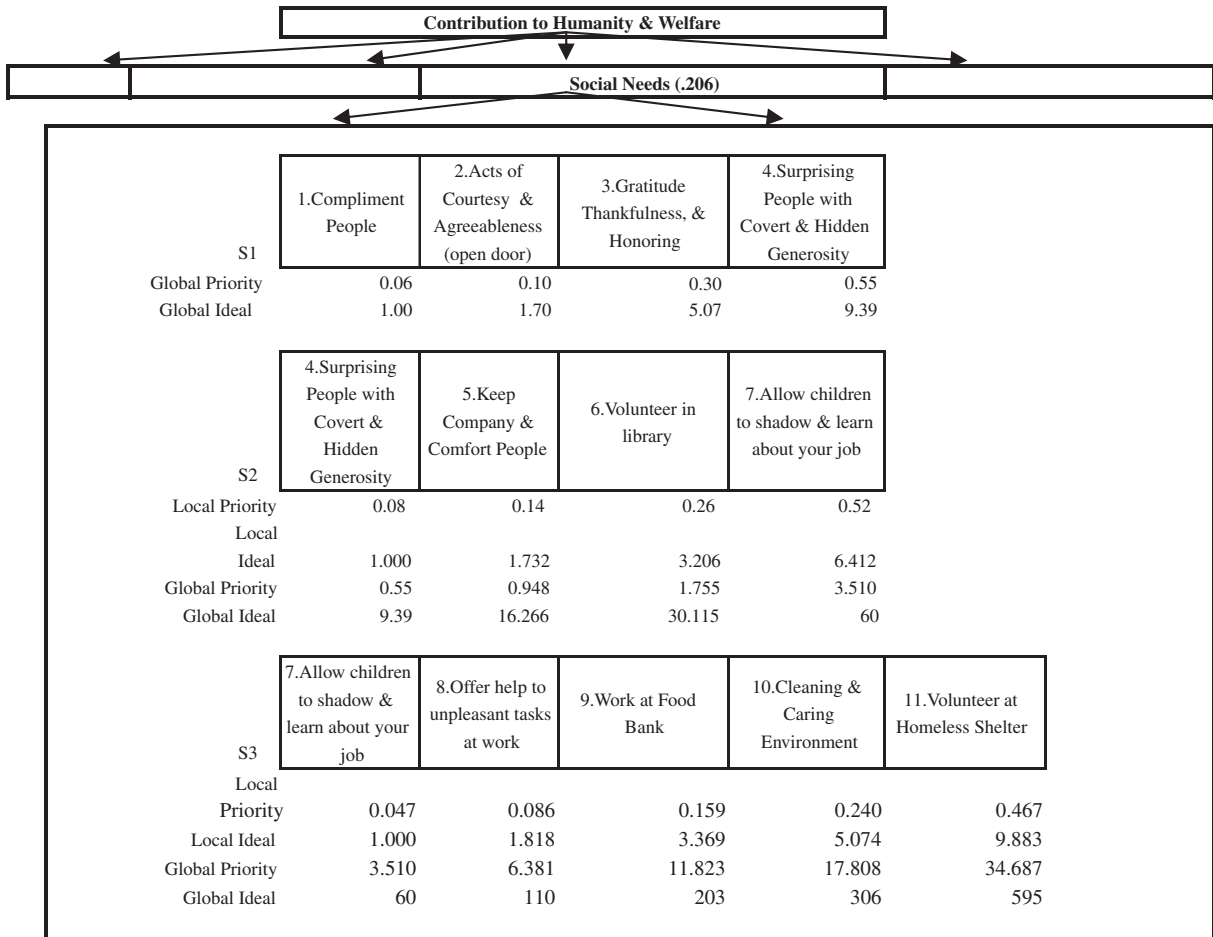 Contribution to Humanity & Welfare
Social Needs (.206)
S1
1.Compliment
People
2.Acts of
Courtesy &
Agreeableness
(open door)
3.Gratitude
Thankfulness, &
Honoring
4.Surprising
People with
Covert & Hidden
Generosity
Global Priority 0.06 0.10 0.30 0.55
Global Ideal 1.00 1.70 5.07 9.39
S2
4.Surprising
People with
Covert &
Hidden
Generosity
5.Keep
Company &
Comfort People
6.Volunteer in
library
7.Allow children
to shadow & learn
about your job
Local Priority 0.08 0.14 0.26 0.52
Local
Ideal 1.000 1.732 3.206 6.412
Global Priority 0.55 0.948 1.755 3.510
Global Ideal 9.39 16.266 30.115 60
S3
7.Allow children
to shadow &
learn about your
job
8.Offer help to
unpleasant tasks
at work
9.Work at Food
Bank
10.Cleaning &
Caring
Environment
11.Volunteer at
Homeless Shelter
Local
Priority 0.047 0.086 0.159 0.240 0.467
Local Ideal 1.000 1.818 3.369 5.074 9.883
Global Priority 3.510 6.381 11.823 17.808 34.687
Global Ideal 60 110 203 306 595